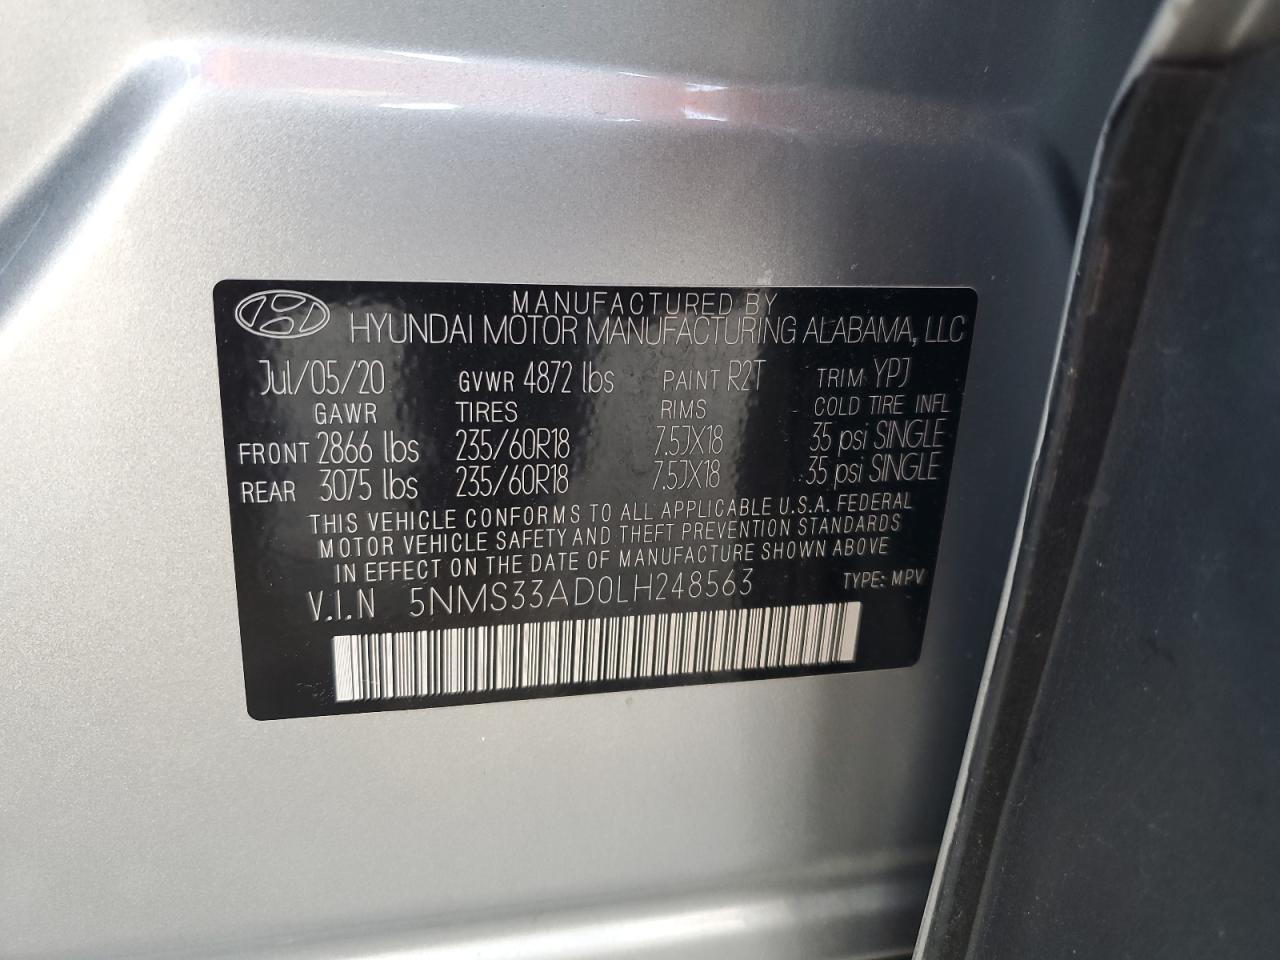 MANUFACTURED BY
HYUNDAI MOTOR MANUFACTURING ALABAMA, LLC
Jul/05/20 GVWR 4872 lbs PAINT R2T TRIM YPJ
GAWR TIRES RIMS COLD TIRE INFL
FRONT 2866 lbs 235/60R18 7.5JX18 35 psi SINGLE
REAR 3075 lbs 235/60R18 7.5JX18 35 psi SINGLE
THIS VEHICLE CONFORMS TO ALL APPLICABLE U.S.A. FEDERAL
MOTOR VEHICLE SAFETY AND THEFT PREVENTION STANDARDS
IN EFFECT ON THE DATE OF MANUFACTURE SHOWN ABOVE
V.I.N 5NMS33AD0LH248563 TYPE: MPV